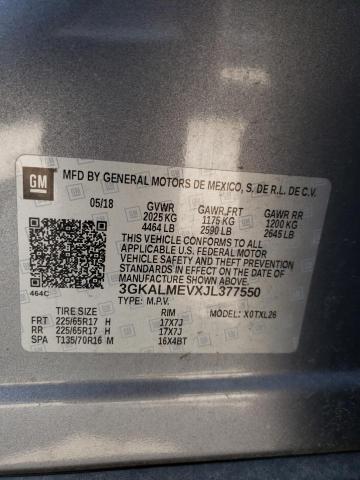 GM
MFD BY GENERAL MOTORS DE MEXICO, S. DE R.L. DE C.V.
05/18 GVWR GAWR.FRT GAWR RR
2025 KG 1175 KG 1200 KG
4464 LB 2590 LB 2645 LB
THIS VEHICLE CONFORMS TO ALL
APPLICABLE U.S. FEDERAL MOTOR
VEHICLE SAFETY AND THEFT
PREVENTION STANDARDS IN EFFECT ON
THE DATE OF MANUFACTURE SHOWN ABOVE.
464C 3GKALMEVXJL377550
TYPE: M.P.V.
TIRE SIZE RIM MODEL: X0TXL26
FRT 225/65R17 H 17X7J
RR 225/65R17 H 17X7J
SPA T135/70R16 M 16X4BT